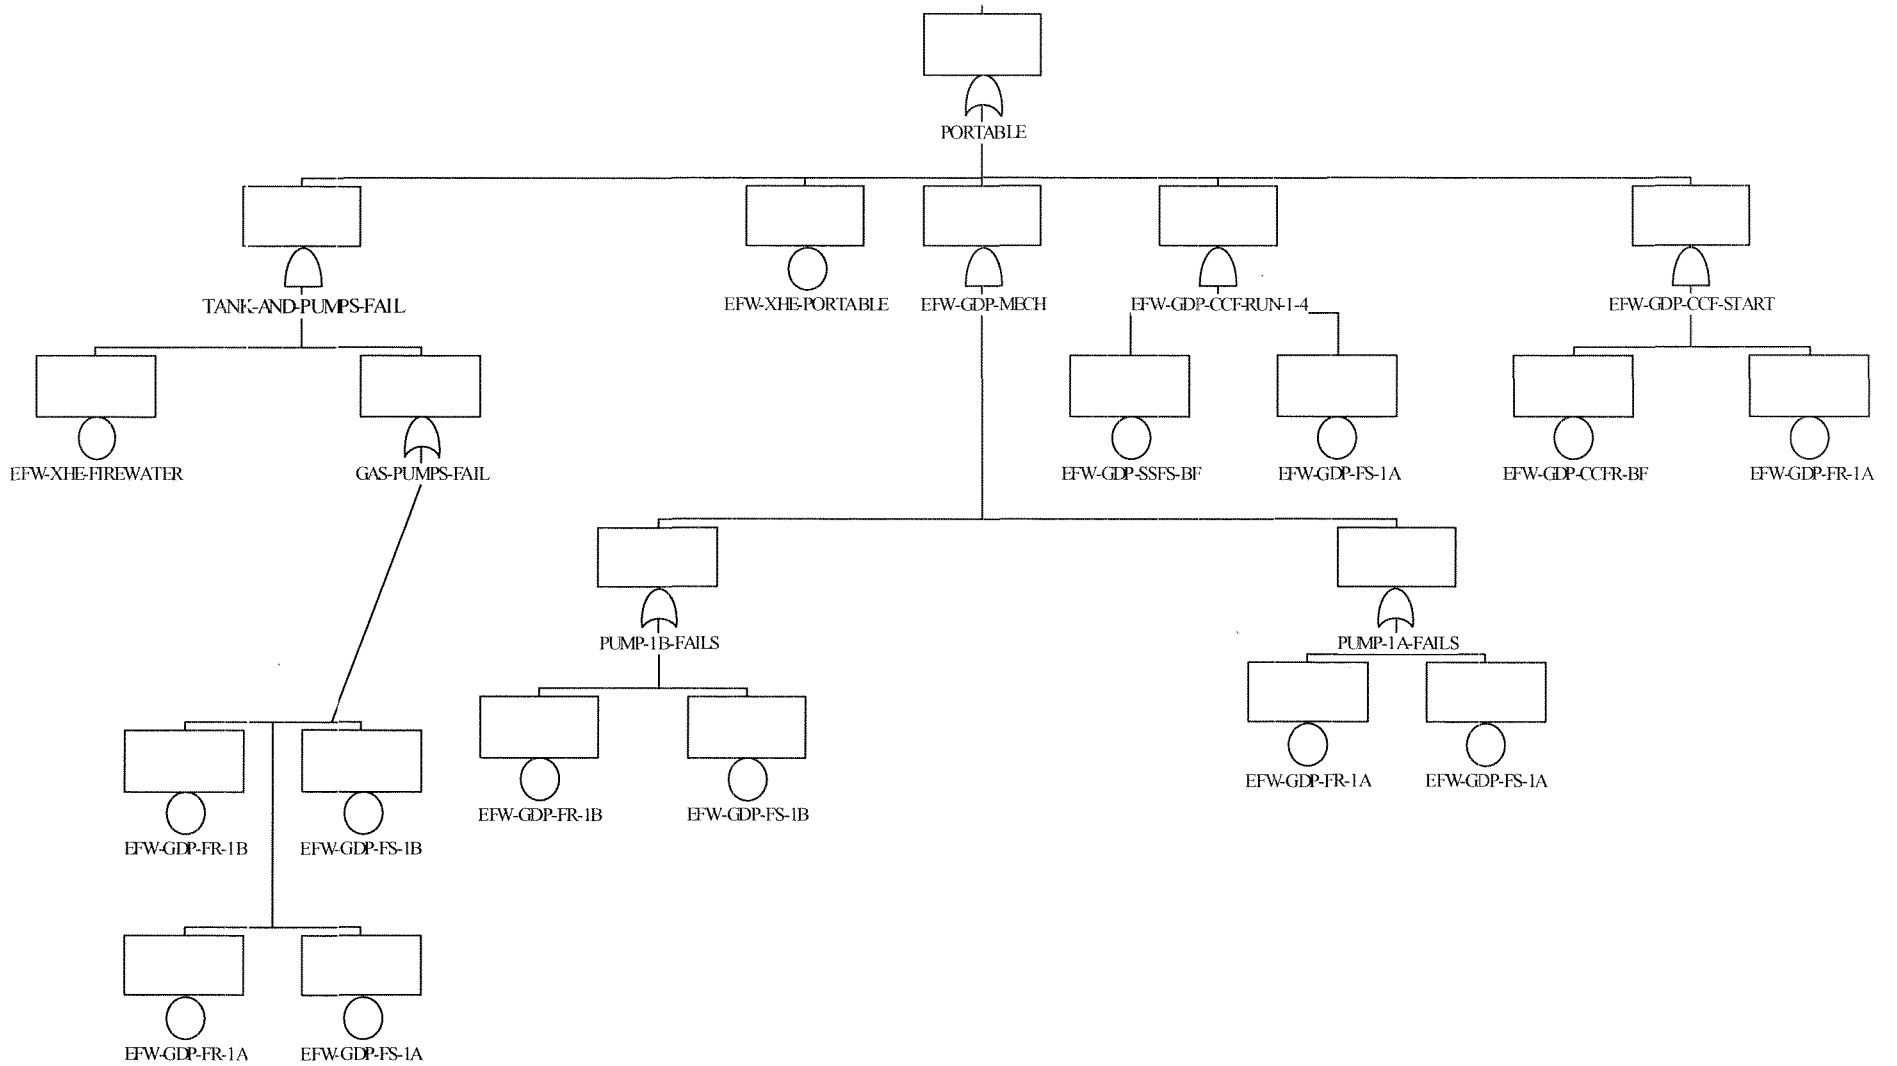 PORTABLE
TANK-AND-PUMPS-FAIL
EFW-XHE-PORTABLE
EFW-GDP-MECH
EFW-GDP-CCF-RUN-1-4
EFW-GDP-CCF-START
EFW-XHE-FIREWATER
GAS-PUMPS-FAIL
EFW-GDP-SSFS-BF
EFW-GDP-FS-1A
EFW-GDP-CCFR-BF
EFW-GDP-FR-1A
PUMP-1B-FAILS
PUMP-1A-FAILS
EFW-GDP-FR-1A
EFW-GDP-FS-1A
EFW-GDP-FR-1B
EFW-GDP-FS-1B
EFW-GDP-FR-1B
EFW-GDP-FS-1B
EFW-GDP-FR-1A
EFW-GDP-FS-1A